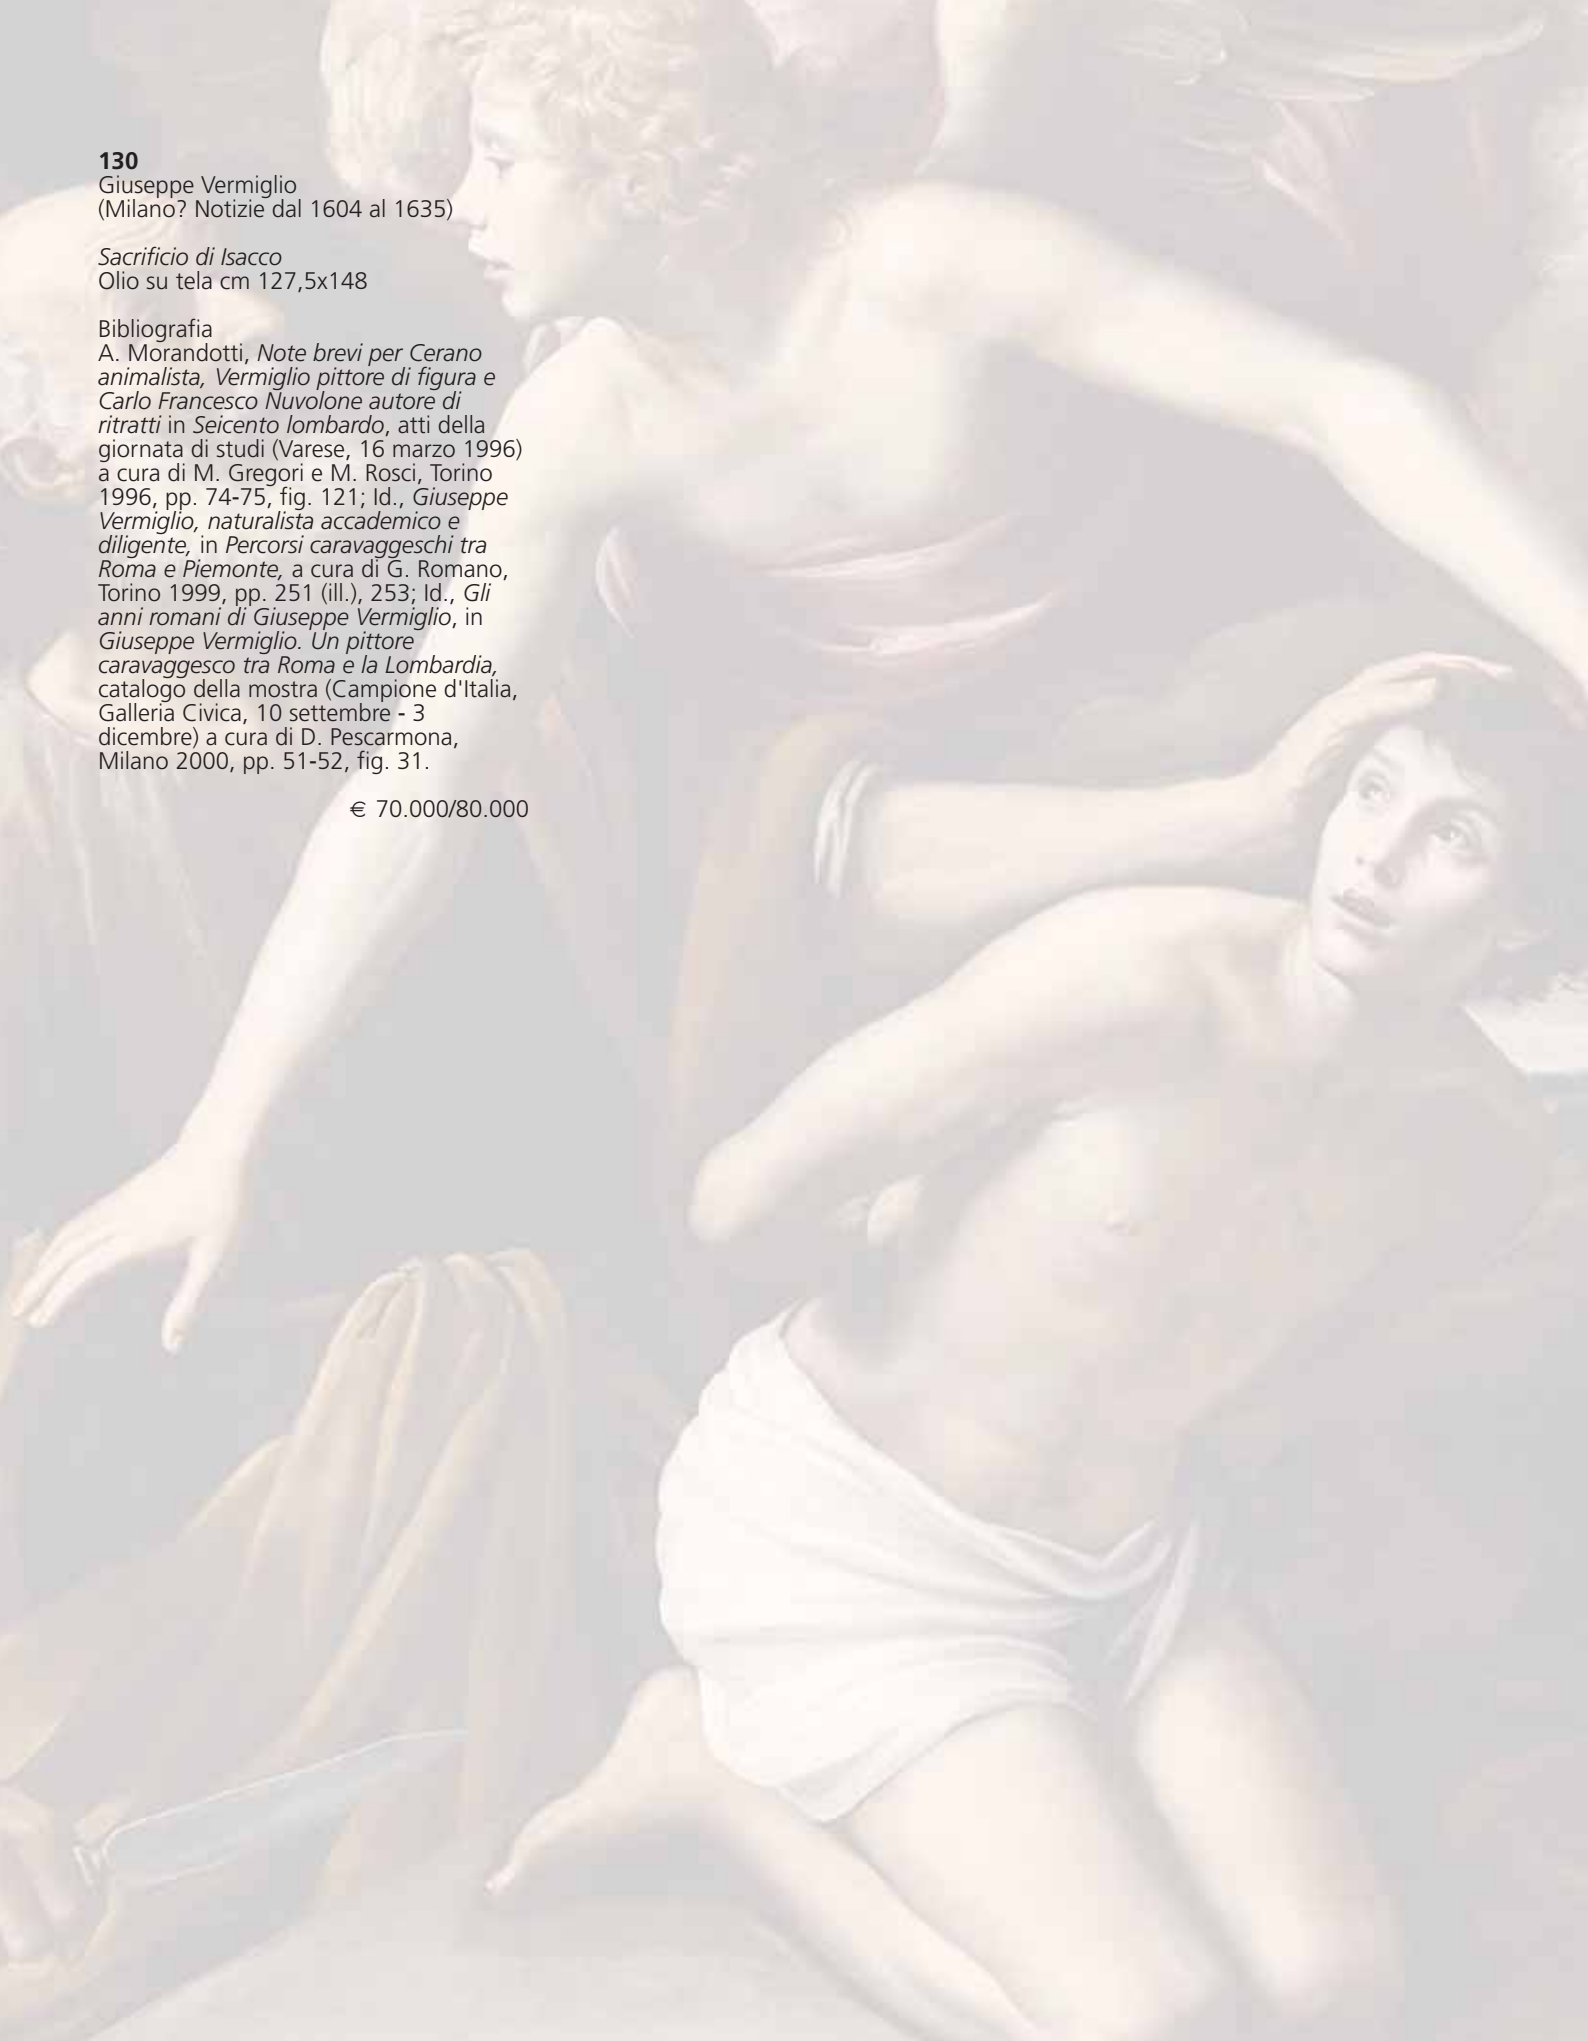 130
Giuseppe Vermiglio
(Milano? Notizie dal 1604 al 1635)
Sacrificio di Isacco
Olio su tela cm 127,5x148
Bibliografia
A. Morandotti, Note brevi per Cerano
animalista, Vermiglio pittore di figura e
Carlo Francesco Nuvolone autore di
ritratti in Seicento lombardo, atti della
giornata di studi (Varese, 16 marzo 1996)
a cura di M. Gregori e M. Rosci, Torino
1996, pp. 74-75, fig. 121; Id., Giuseppe
Vermiglio, naturalista accademico e
diligente, in Percorsi caravaggeschi tra
Roma e Piemonte, a cura di G. Romano,
Torino 1999, pp. 251 (ill.), 253; Id., Gli
anni romani di Giuseppe Vermiglio, in
Giuseppe Vermiglio. Un pittore
caravaggesco tra Roma e la Lombardia,
catalogo della mostra (Campione d'Italia,
Galleria Civica, 10 settembre - 3
dicembre) a cura di D. Pescarmona,
Milano 2000, pp. 51-52, fig. 31.
€ 70.000/80.000